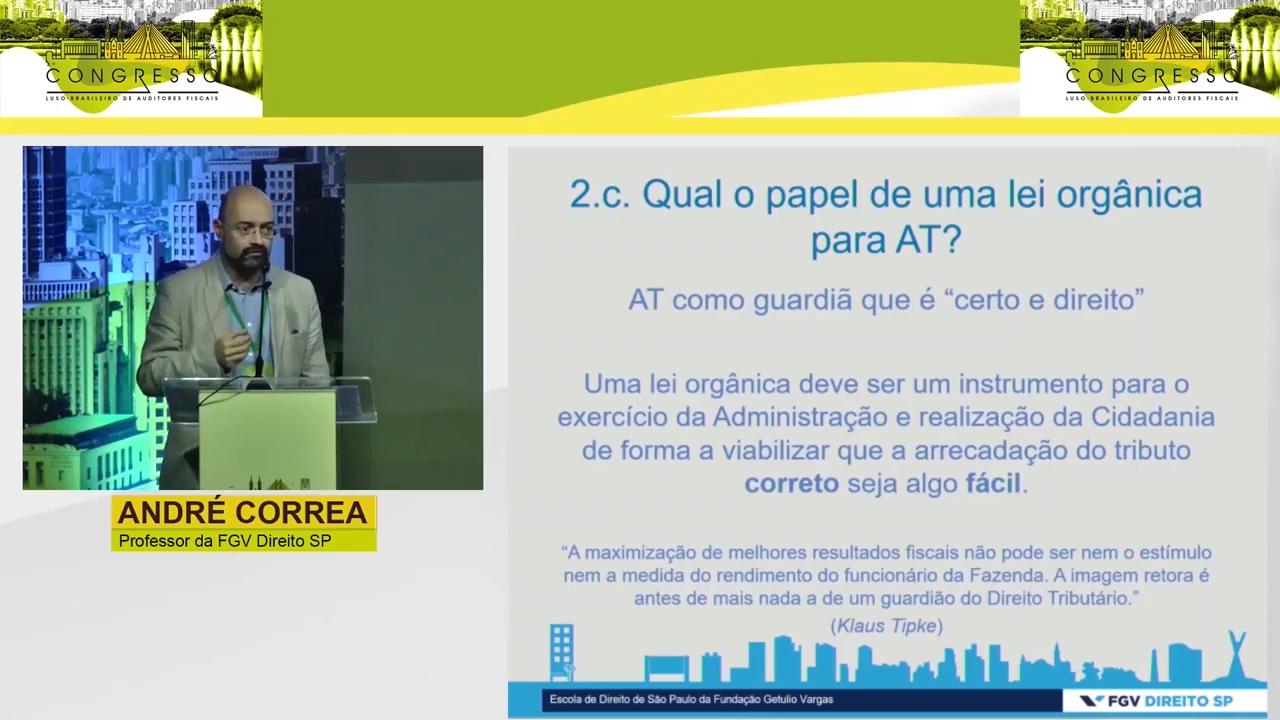 CONGRESSO
LUSO-BRASILEIRO DE AUDITORES FISCAIS
CONGRESSO
LUSO-BRASILEIRO DE AUDITORES FISCAIS
2.c. Qual o papel de uma lei orgânica
para AT?
AT como guardiã que é “certo e direito”
Uma lei orgânica deve ser um instrumento para o
exercício da Administração e realização da Cidadania
de forma a viabilizar que a arrecadação do tributo
correto seja algo fácil.
“A maximização de melhores resultados fiscais não pode ser nem o estímulo
nem a medida do rendimento do funcionário da Fazenda. A imagem retora é
antes de mais nada a de um guardião do Direito Tributário.”
(Klaus Tipke)
Escola de Direito de São Paulo da Fundação Getulio Vargas
FGV DIREITO SP
ANDRÉ CORREA
Professor da FGV Direito SP